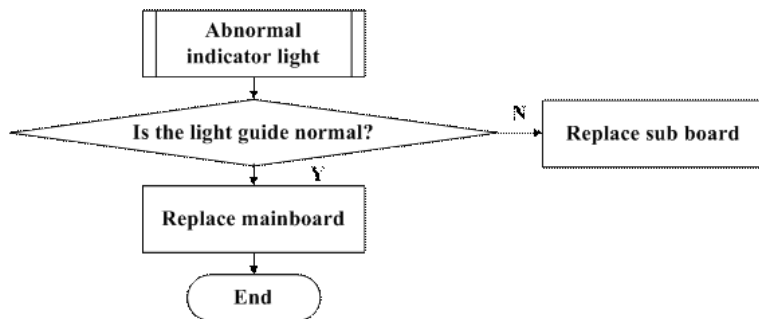 Abnormal
indicator light
Is the light guide normal?
N
Replace sub board
Y
Replace mainboard
End